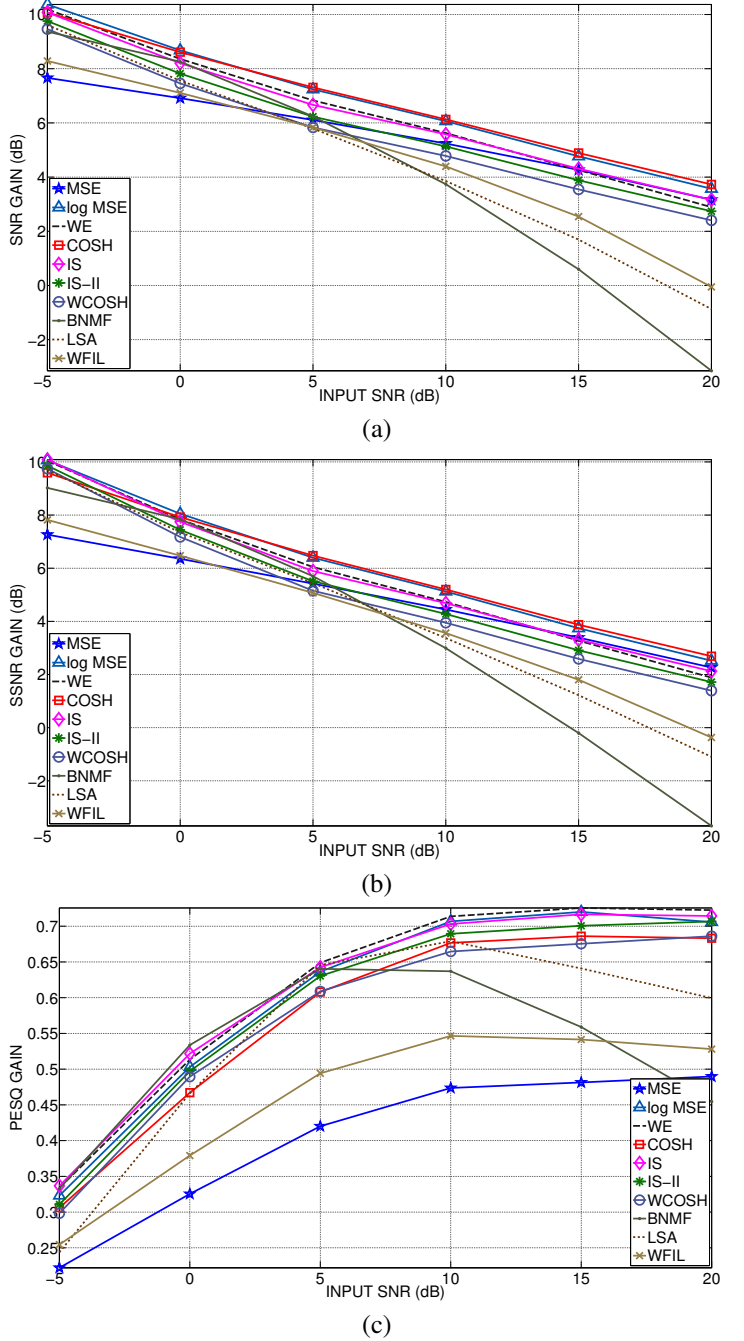 10
8
6
4
2
0
−2
SNR GAIN (dB)
MSE
log MSE
WE
COSH
IS
IS−II
WCOSH
BNMF
LSA
WFIL
−5 0 5 10 15 20
INPUT SNR (dB)
(a)
10
8
6
4
2
0
−2
SSNR GAIN (dB)
MSE
log MSE
WE
COSH
IS
IS−II
WCOSH
BNMF
LSA
WFIL
−5 0 5 10 15 20
INPUT SNR (dB)
(b)
0.7
0.65
0.6
0.55
0.5
0.45
0.4
0.35
0.3
0.25
PESQ GAIN
MSE
log MSE
WE
COSH
IS
IS−II
WCOSH
BNMF
LSA
WFIL
−5 0 5 10 15 20
INPUT SNR (dB)
(c)